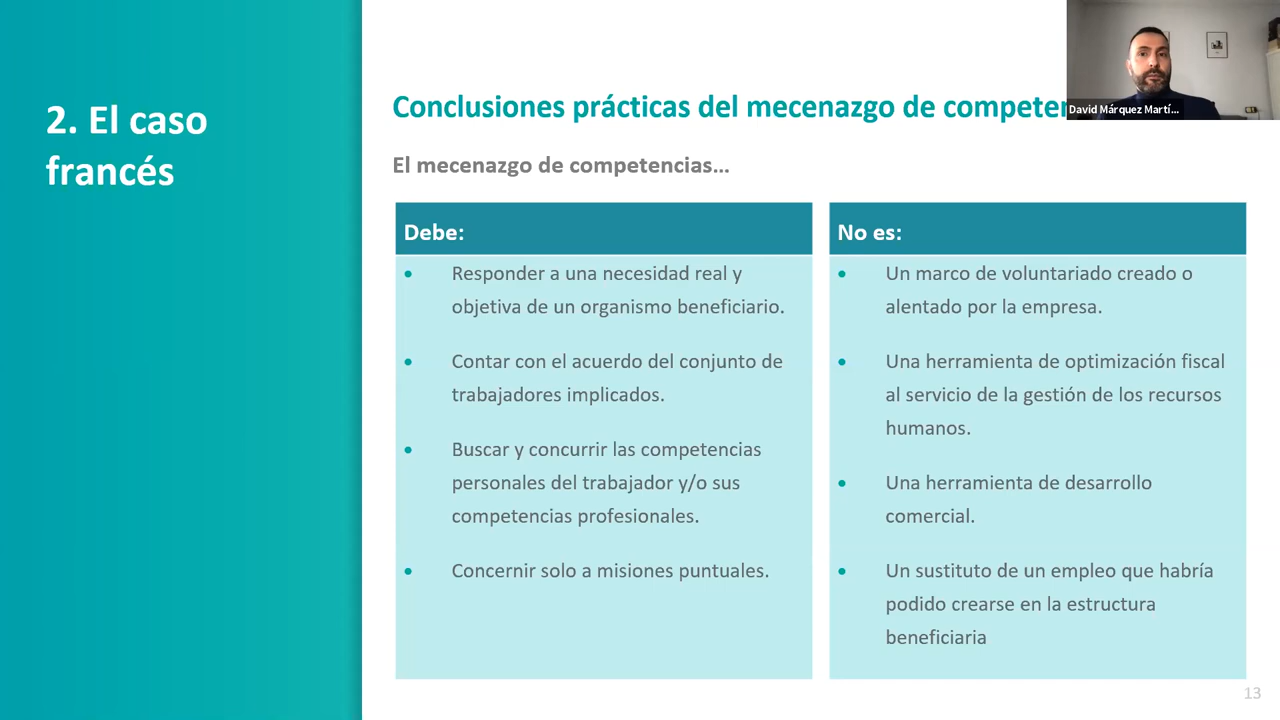 2. El caso
francés
Conclusiones prácticas del mecenazgo de
David Márquez Martí...
El mecenazgo de competencias...
Debe:
Responder a una necesidad real y
objetiva de un organismo beneficiario.
Contar con el acuerdo del conjunto de
trabajadores implicados.
Buscar y concurrir las competencias
personales del trabajador y/o sus
competencias profesionales.
Concernir solo a misiones puntuales.
No es:
Un marco de voluntariado creado o
alentado por la empresa.
Una herramienta de optimización fiscal
al servicio de la gestión de los recursos
humanos.
Una herramienta de desarrollo
comercial.
Un sustituto de un empleo que habría
podido crearse en la estructura
beneficiaria
13